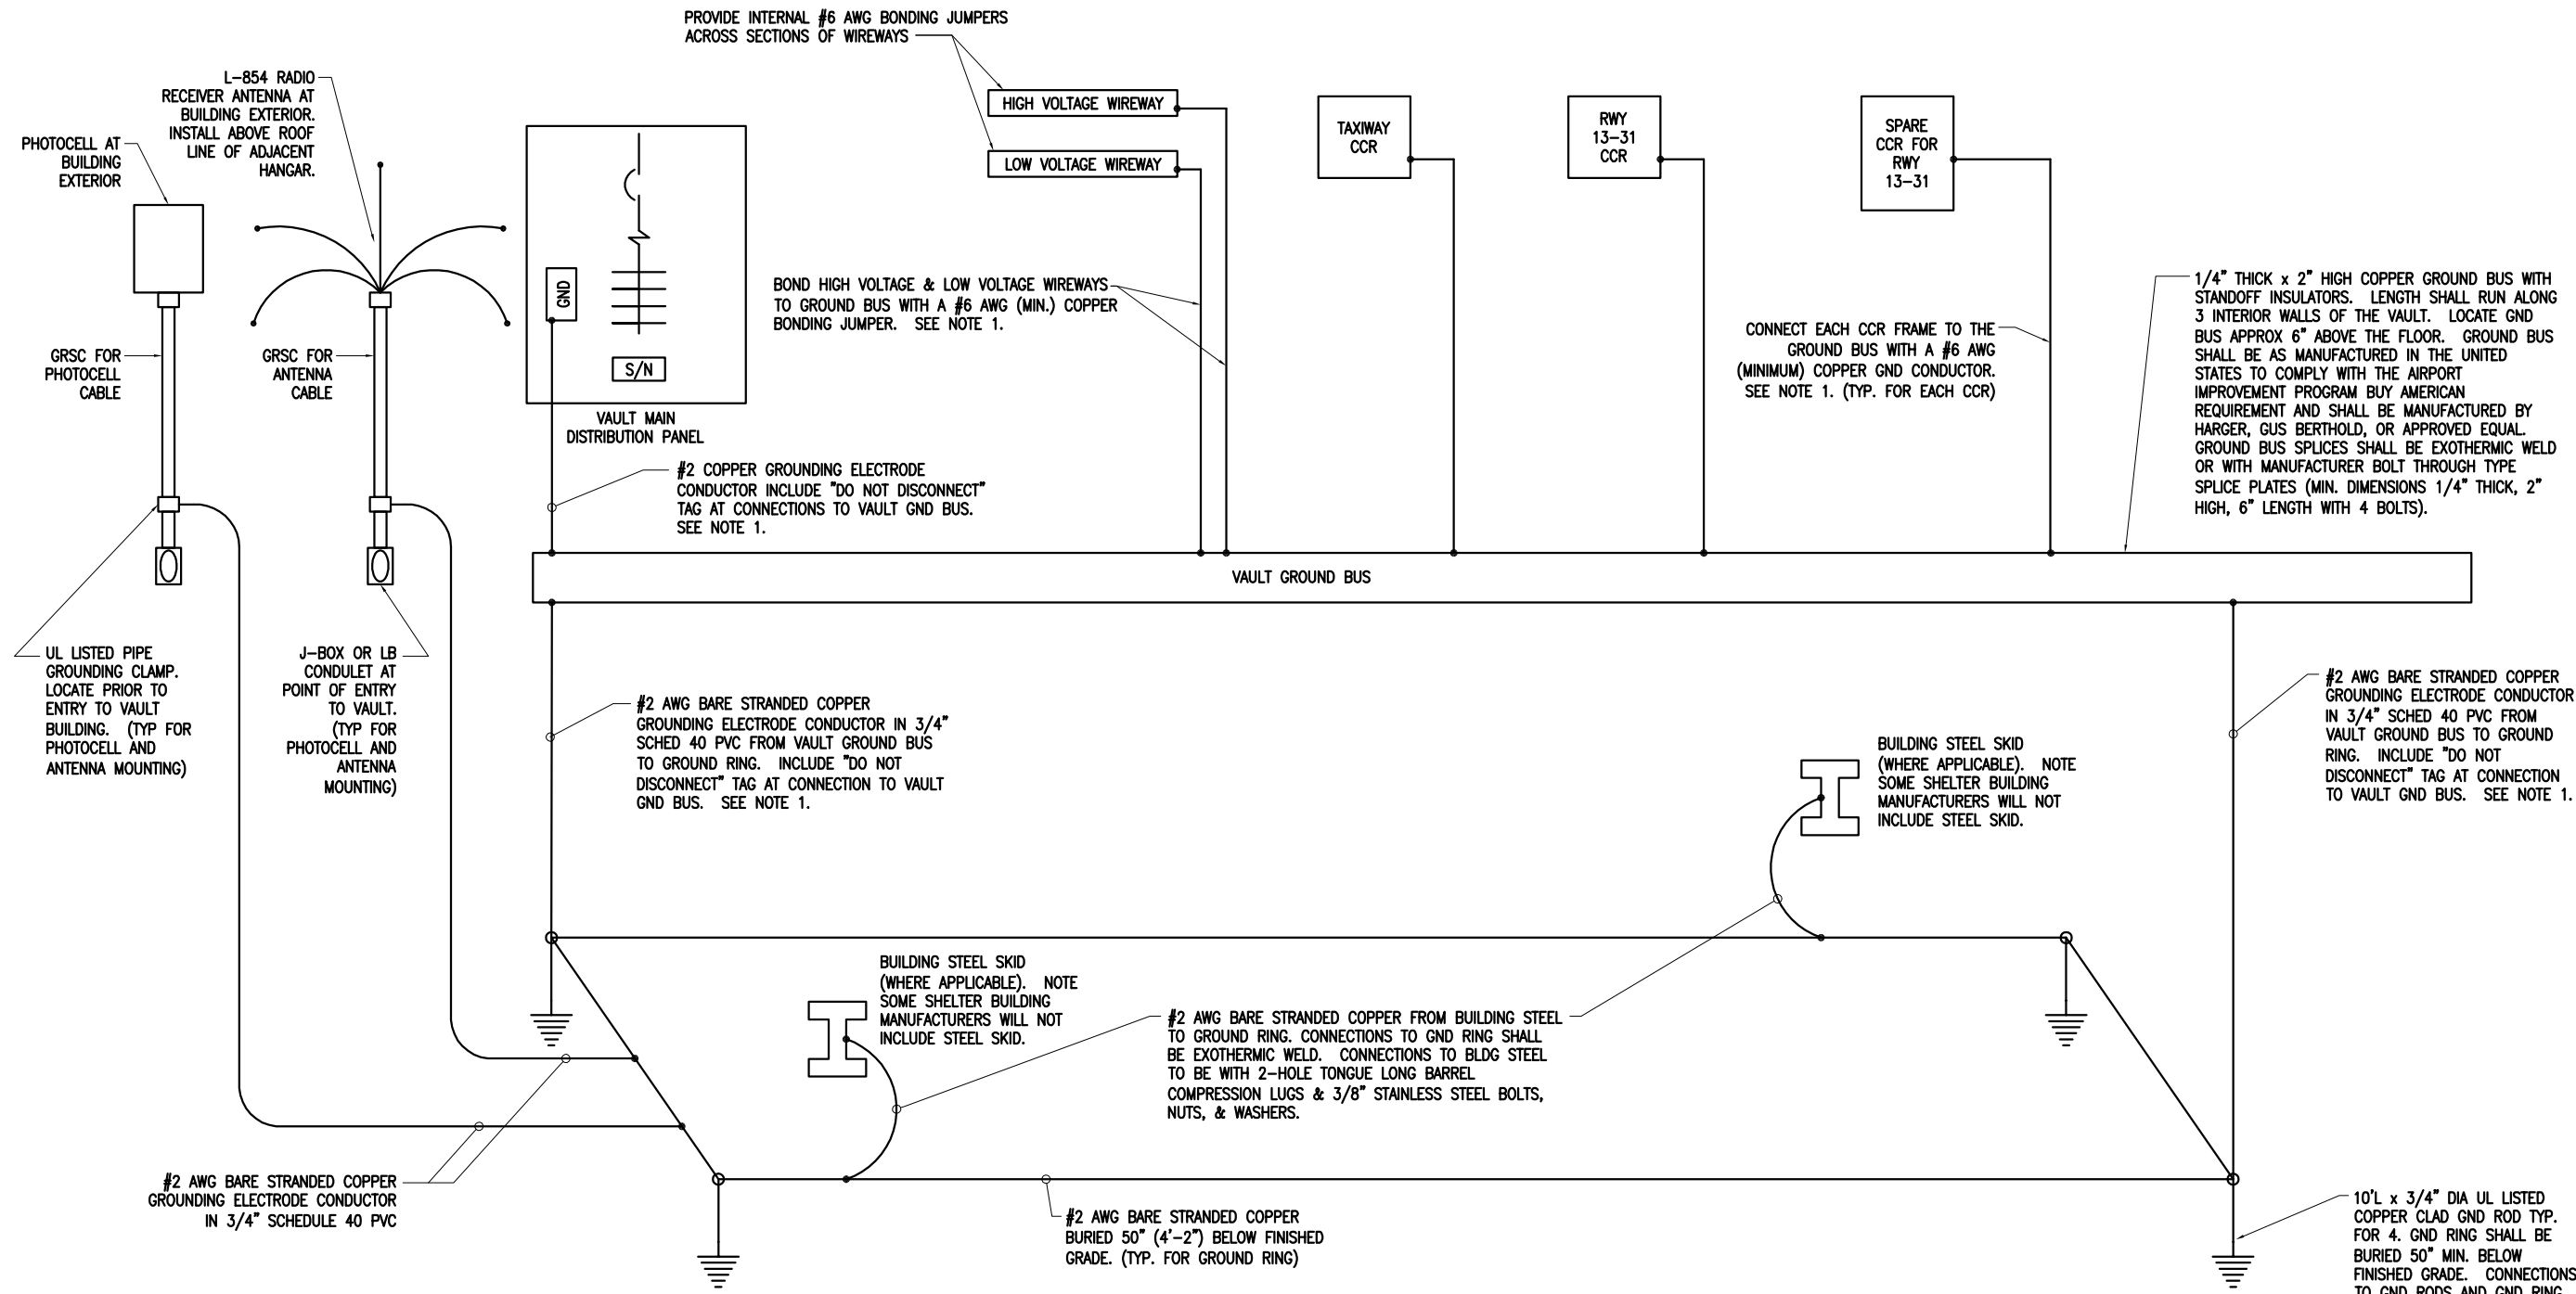 PROVIDE INTERNAL #6 AWG BONDING JUMPERS
ACROSS SECTIONS OF WIREWAYS
L-854 RADIO
RECEIVER ANTENNA AT
BUILDING EXTERIOR.
INSTALL ABOVE ROOF
LINE OF ADJACENT
HANGAR.
PHOTOCELL AT
BUILDING
EXTERIOR
HIGH VOLTAGE WIREWAY
LOW VOLTAGE WIREWAY
TAXIWAY
CCR
RWY
13-31
CCR
SPARE
CCR FOR
RWY
13-31
GND
S/N
VAULT MAIN
DISTRIBUTION PANEL
GRSC FOR
PHOTOCELL
CABLE
GRSC FOR
ANTENNA
CABLE
BOND HIGH VOLTAGE & LOW VOLTAGE WIREWAYS
TO GROUND BUS WITH A #6 AWG (MIN.) COPPER
BONDING JUMPER. SEE NOTE 1.
CONNECT EACH CCR FRAME TO THE
GROUND BUS WITH A #6 AWG
(MINIMUM) COPPER GND CONDUCTOR.
SEE NOTE 1. (TYP. FOR EACH CCR)
1/4" THICK x 2" HIGH COPPER GROUND BUS WITH
STANDOFF INSULATORS. LENGTH SHALL RUN ALONG
3 INTERIOR WALLS OF THE VAULT. LOCATE GND
BUS APPROX 6" ABOVE THE FLOOR. GROUND BUS
SHALL BE AS MANUFACTURED IN THE UNITED
STATES TO COMPLY WITH THE AIRPORT
IMPROVEMENT PROGRAM BUY AMERICAN
REQUIREMENT AND SHALL BE MANUFACTURED BY
HARGER, GUS BERTHOLD, OR APPROVED EQUAL.
GROUND BUS SPLICES SHALL BE EXOTHERMIC WELD
OR WITH MANUFACTURER BOLT THROUGH TYPE
SPLICE PLATES (MIN. DIMENSIONS 1/4" THICK, 2"
HIGH, 6" LENGTH WITH 4 BOLTS).
#2 COPPER GROUNDING ELECTRODE
CONDUCTOR INCLUDE "DO NOT DISCONNECT"
TAG AT CONNECTIONS TO VAULT GND BUS.
SEE NOTE 1.
VAULT GROUND BUS
UL LISTED PIPE
GROUNDING CLAMP.
LOCATE PRIOR TO
ENTRY TO VAULT
BUILDING. (TYP FOR
PHOTOCELL AND
ANTENNA MOUNTING)
J-BOX OR LB
CONDULET AT
POINT OF ENTRY
TO VAULT.
(TYP FOR
PHOTOCELL AND
ANTENNA
MOUNTING)
#2 AWG BARE STRANDED COPPER
GROUNDING ELECTRODE CONDUCTOR IN 3/4"
SCHED 40 PVC FROM VAULT GROUND BUS
TO GROUND RING. INCLUDE "DO NOT
DISCONNECT" TAG AT CONNECTION TO VAULT
GND BUS. SEE NOTE 1.
BUILDING STEEL SKID
(WHERE APPLICABLE). NOTE
SOME SHELTER BUILDING
MANUFACTURERS WILL NOT
INCLUDE STEEL SKID.
#2 AWG BARE STRANDED COPPER
GROUNDING ELECTRODE CONDUCTOR
IN 3/4" SCHED 40 PVC FROM
VAULT GROUND BUS TO GROUND
RING. INCLUDE "DO NOT
DISCONNECT" TAG AT CONNECTION
TO VAULT GND BUS. SEE NOTE 1.
BUILDING STEEL SKID
(WHERE APPLICABLE). NOTE
SOME SHELTER BUILDING
MANUFACTURERS WILL NOT
INCLUDE STEEL SKID.
#2 AWG BARE STRANDED COPPER FROM BUILDING STEEL
TO GROUND RING. CONNECTIONS TO GND RING SHALL
BE EXOTHERMIC WELD. CONNECTIONS TO BLDG STEEL
TO BE WITH 2-HOLE TONGUE LONG BARREL
COMPRESSION LUGS & 3/8" STAINLESS STEEL BOLTS,
NUTS, & WASHERS.
#2 AWG BARE STRANDED COPPER
GROUNDING ELECTRODE CONDUCTOR
IN 3/4" SCHEDULE 40 PVC
#2 AWG BARE STRANDED COPPER
BURIED 50" (4'-2") BELOW FINISHED
GRADE. (TYP. FOR GROUND RING)
10'L x 3/4" DIA UL LISTED
COPPER CLAD GND ROD TYP.
FOR 4. GND RING SHALL BE
BURIED 50" MIN. BELOW
FINISHED GRADE. CONNECTIONS
TO GND RODS AND GND RING